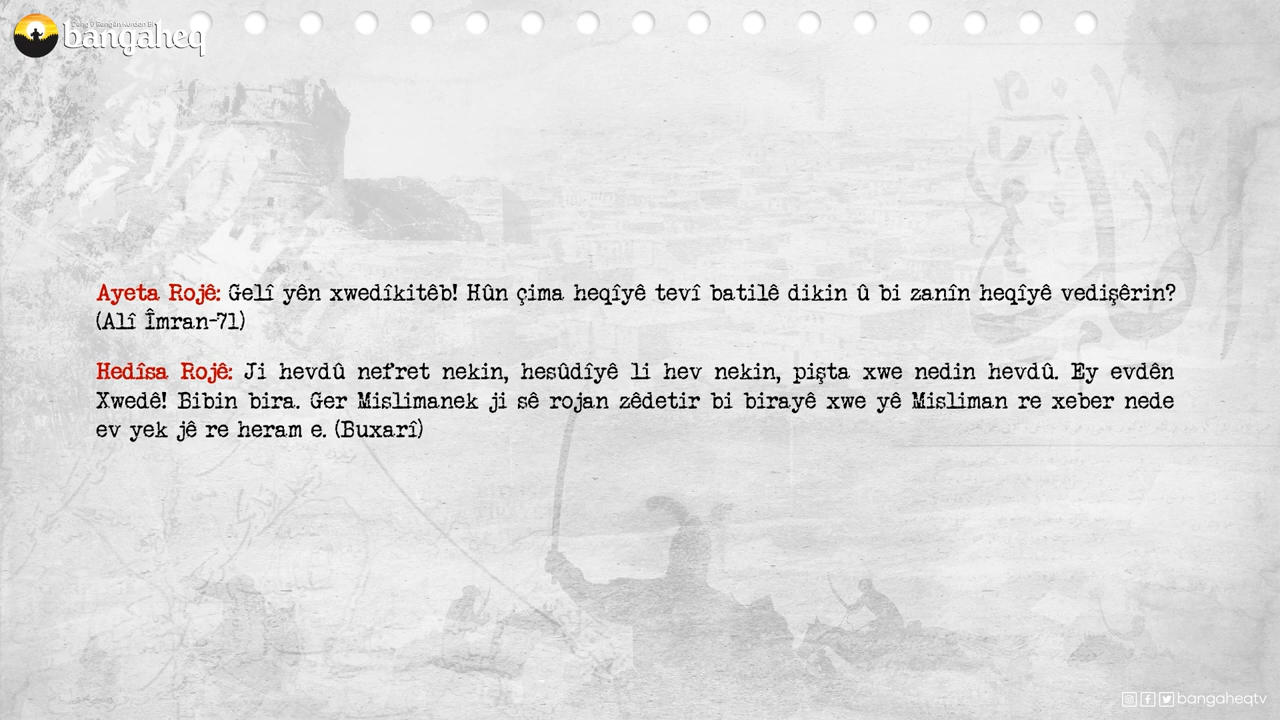 bangaheq
Ayeta Rojê: Gelî yên xwedîkitêb! Hûn çima heqîyê tevî batilê dikin û bi zanîn heqîyê vedişêrin?
(Alî Îmran-71)
Hedîsa Rojê: Ji hevdû nefret nekin, hesûdîyê li hev nekin, pişta xwe nedin hevdû. Ey evdên
Xwedê! Bibin bira. Ger Mislimanek ji sê rojan zêdetir bi birayê xwe yê Misliman re xeber nede
ev yek jê re heram e. (Buxarî)
bangaheqtv